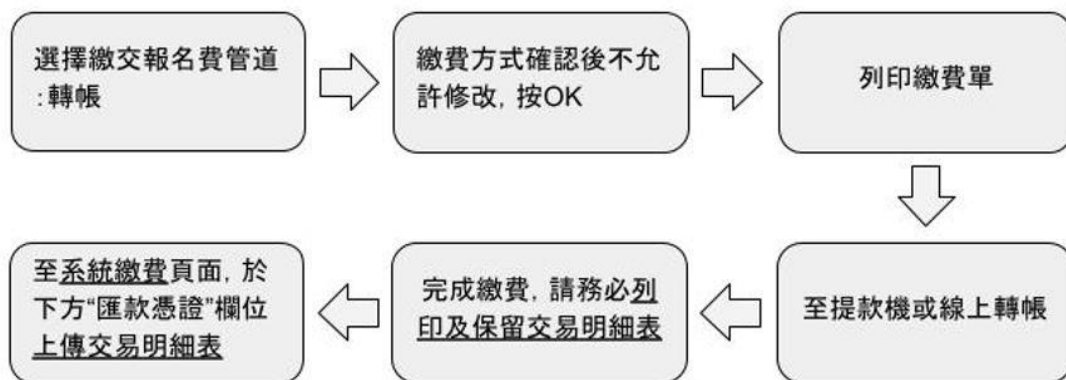 選擇繳交報名費管道
:轉帳
繳費方式確認後不允
許修改, 按OK
列印繳費單
至提款機或線上轉帳
完成繳費, 請務必列
印及保留交易明細表
至系統繳費頁面, 於
下方“匯款憑證”欄位
上傳交易明細表